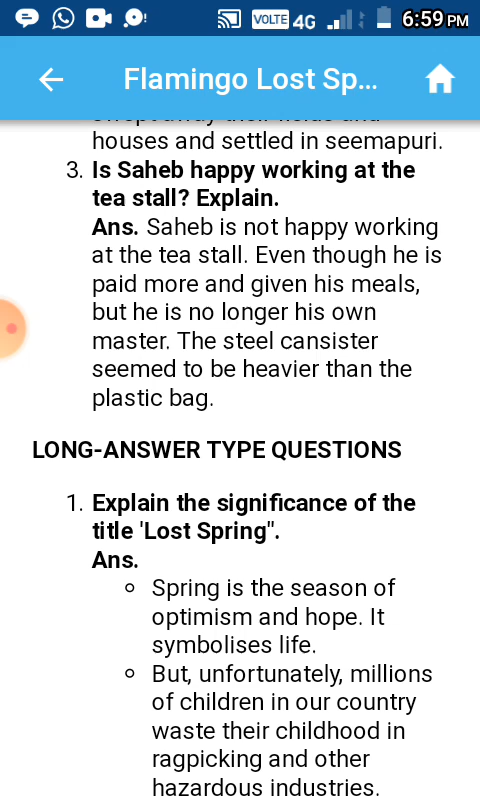 VOLTE 4G 6:59 PM
Flamingo Lost Sp...
houses and settled in seemapuri.
3. Is Saheb happy working at the
tea stall? Explain.
Ans. Saheb is not happy working
at the tea stall. Even though he is
paid more and given his meals,
but he is no longer his own
master. The steel cansister
seemed to be heavier than the
plastic bag.
LONG-ANSWER TYPE QUESTIONS
1. Explain the significance of the
title 'Lost Spring".
Ans.
Spring is the season of
optimism and hope. It
symbolises life.
But, unfortunately, millions
of children in our country
waste their childhood in
ragpicking and other
hazardous industries.